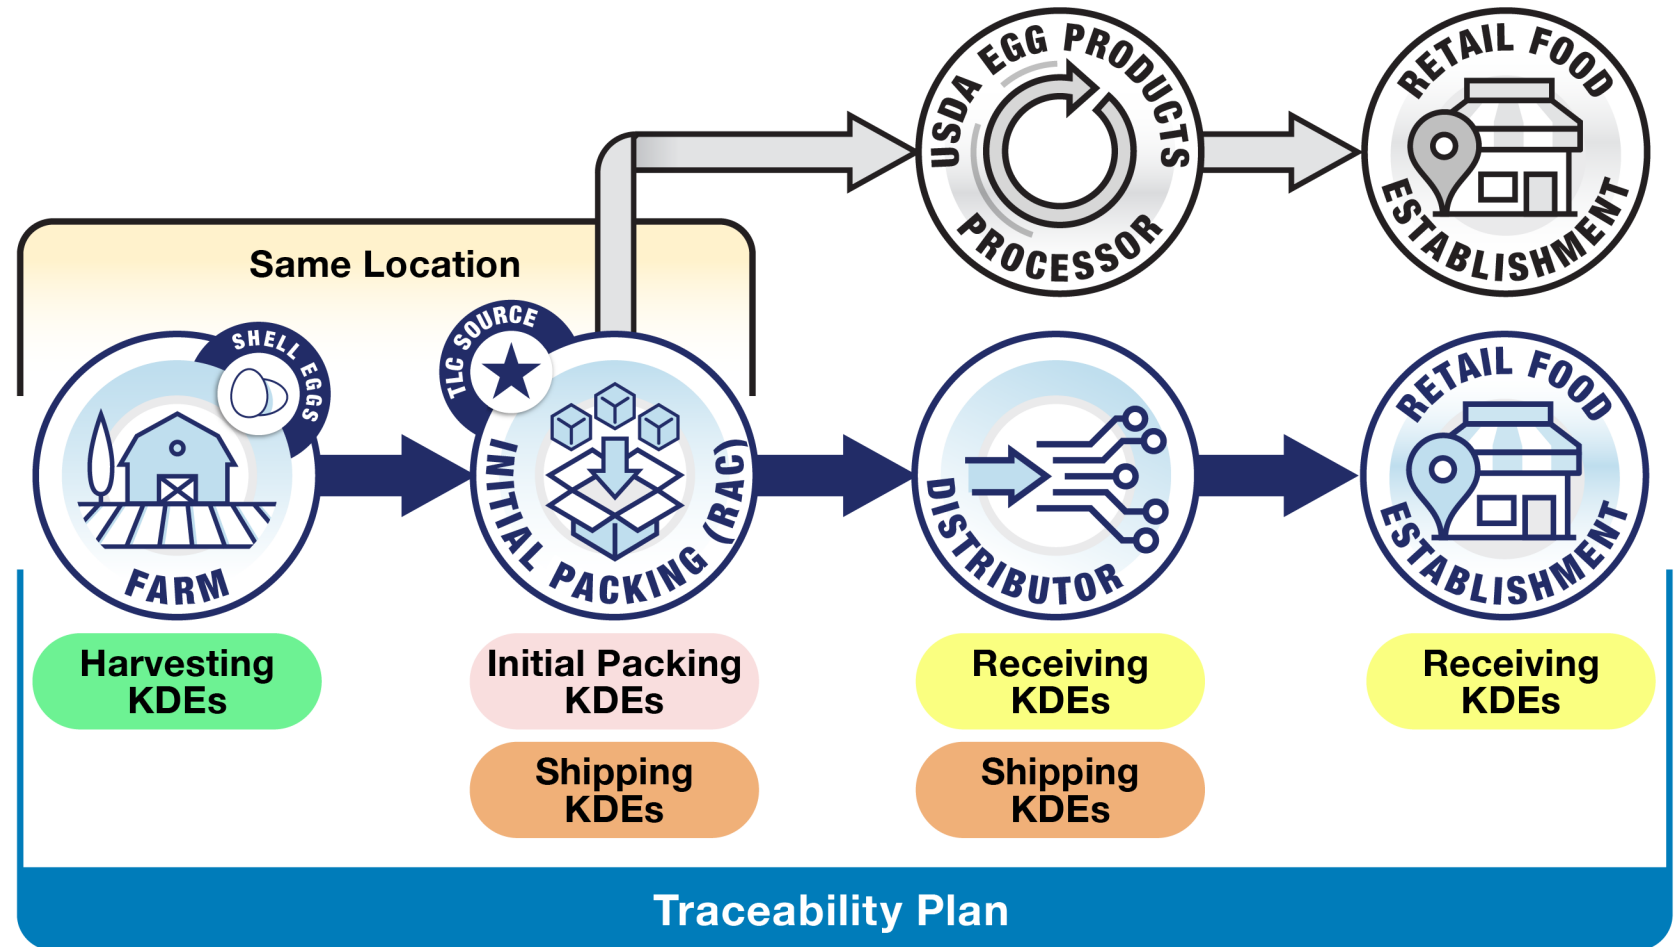 USDA EGG PRODUCTS
PROCESSOR
RETAIL FOOD
ESTABLISHMENT
Same Location
SHELL EGGS
FARM
TLC SOURCE
INITIAL PACKING (RAC)
DISTRIBUTOR
RETAIL FOOD
ESTABLISHMENT
Harvesting
KDEs
Initial Packing
KDEs
Receiving
KDEs
Receiving
KDEs
Shipping
KDEs
Shipping
KDEs
Traceability Plan